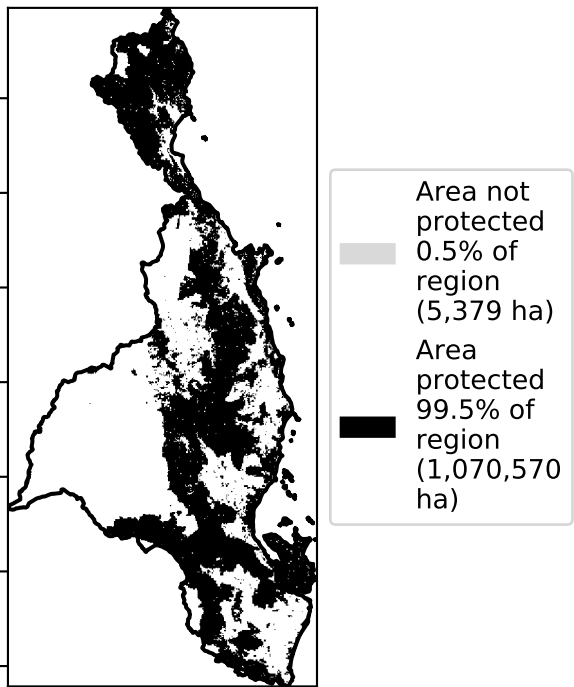 Area not
protected
0.5% of
region
(5,379 ha)
Area
protected
99.5% of
region
(1,070,570
ha)